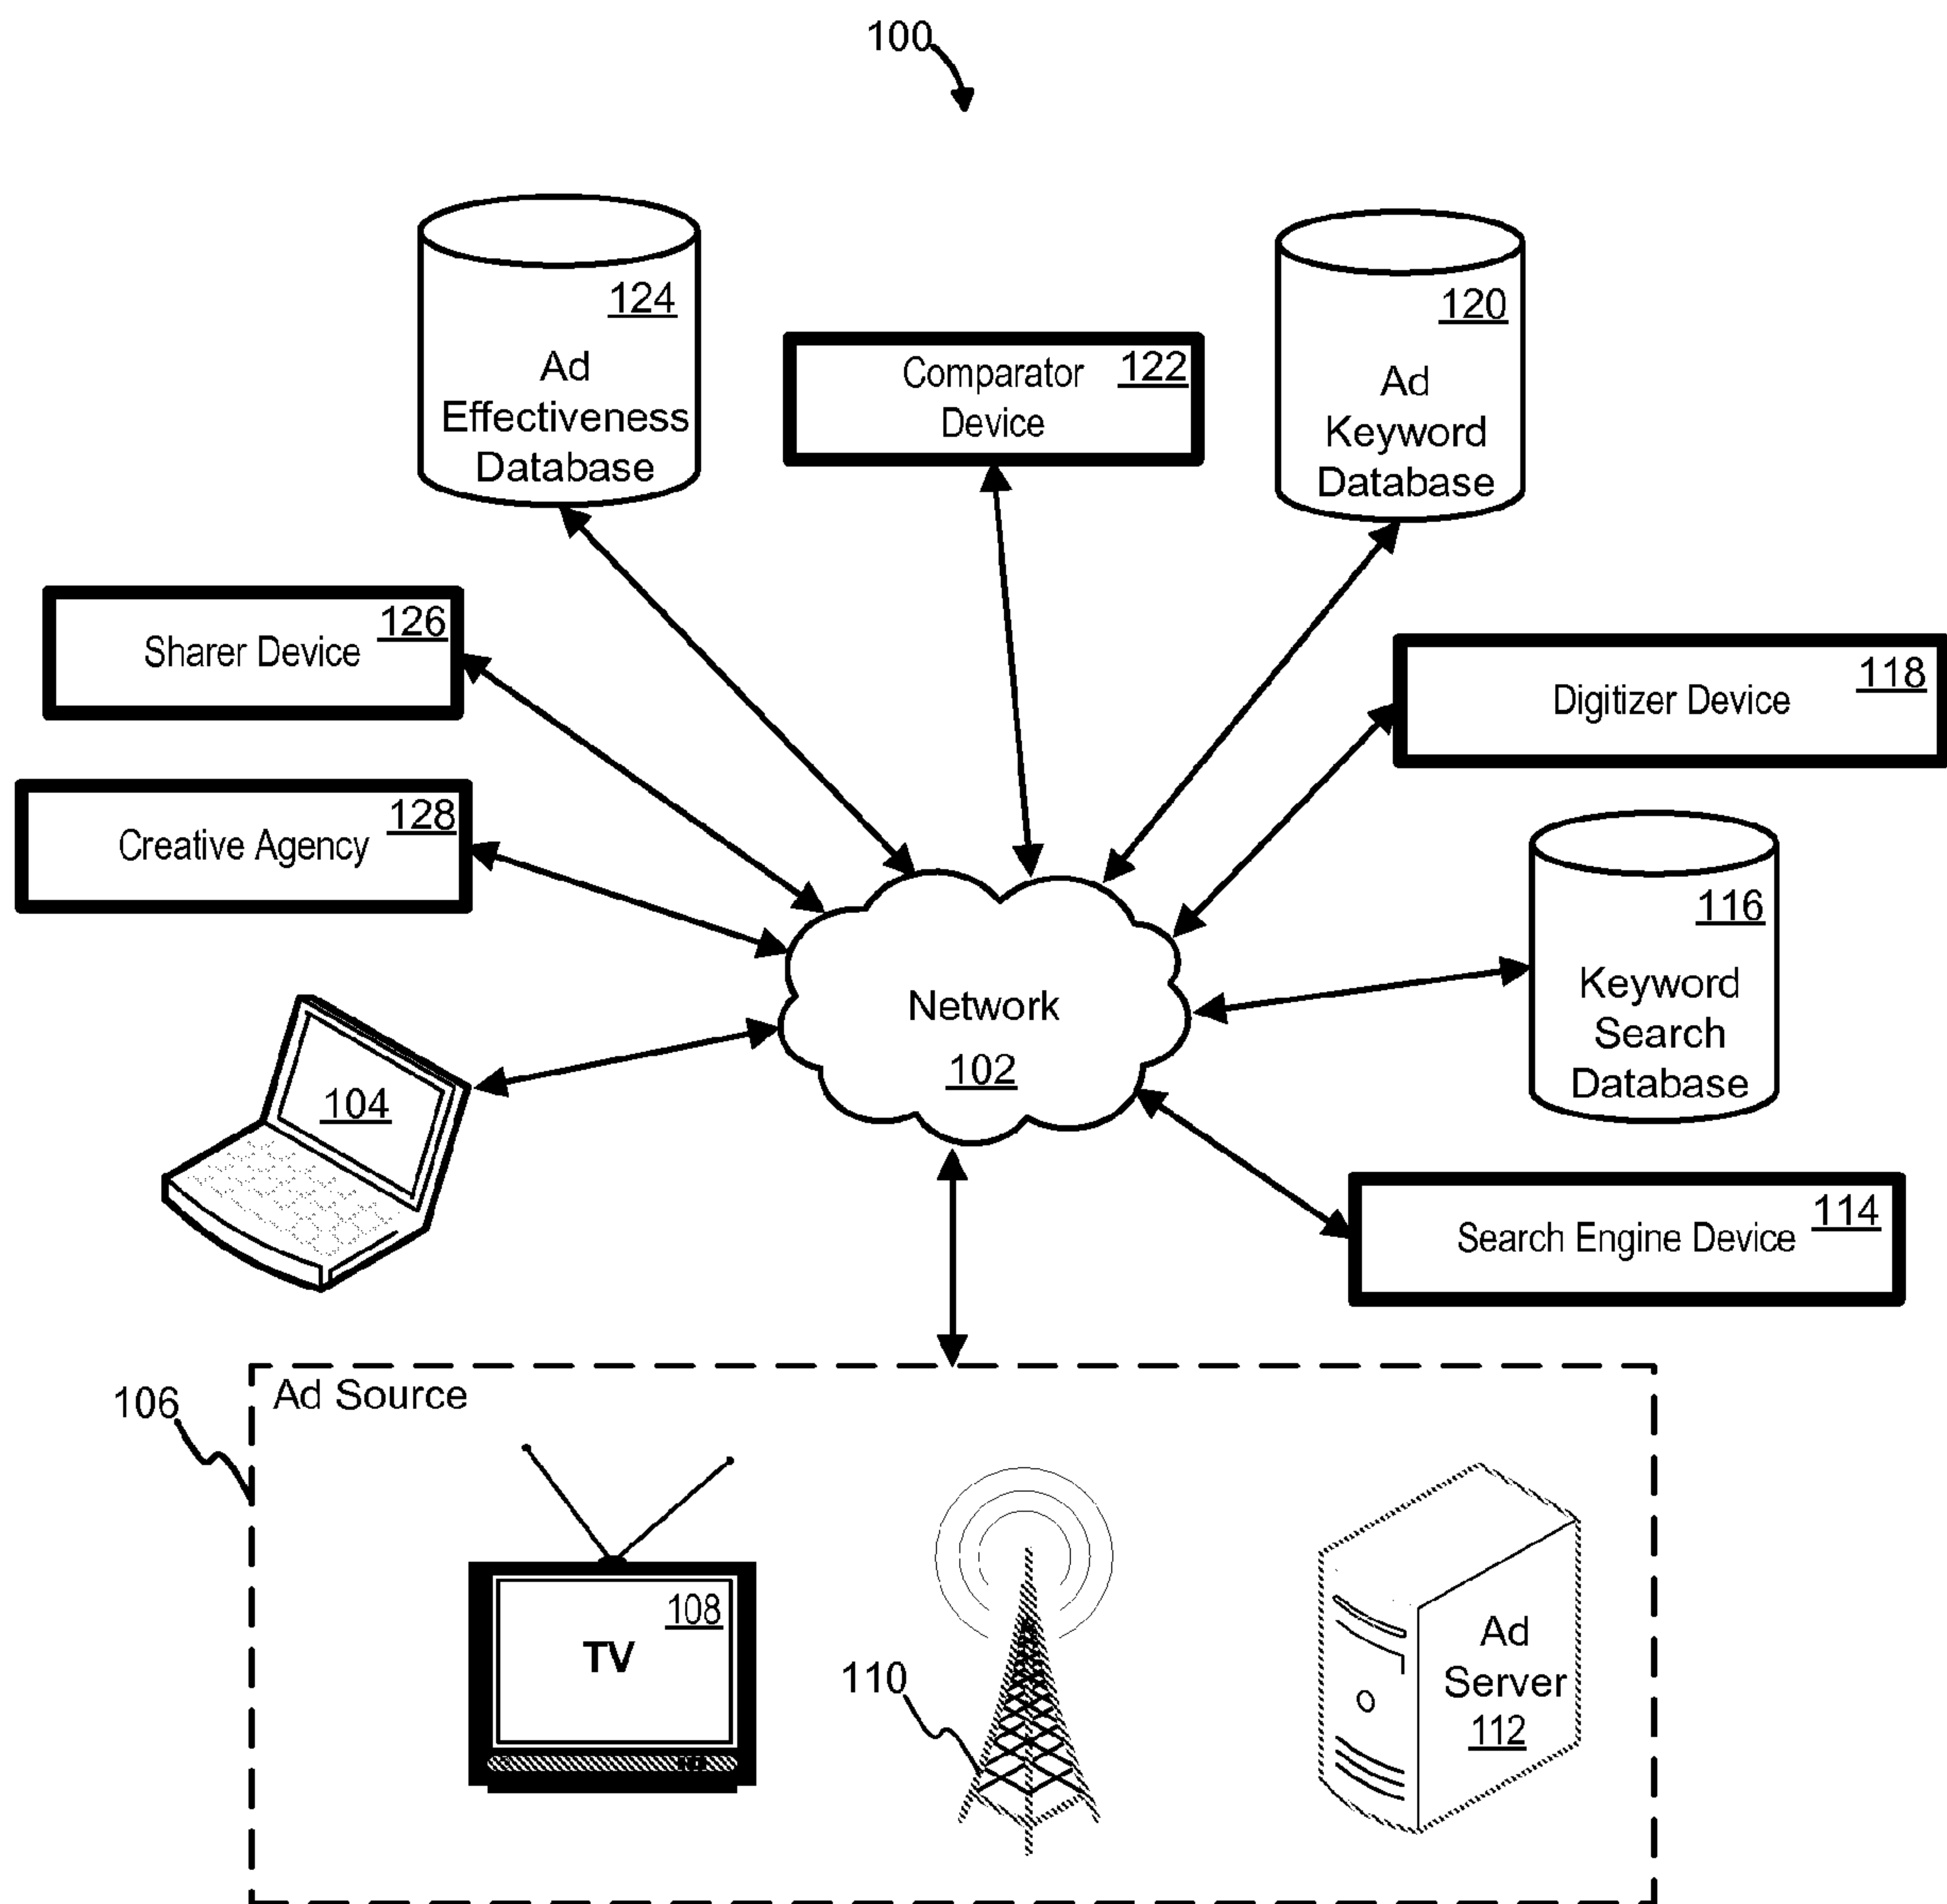 100
124
Ad
Effectiveness
Database
Comparator 122
Device
120
Ad
Keyword
Database
126
Sharer Device
118
Digitizer Device
128
Creative Agency
116
Keyword
Search
Database
Network
102
104
114
Search Engine Device
106
Ad Source
108
TV
110
Ad
Server
112